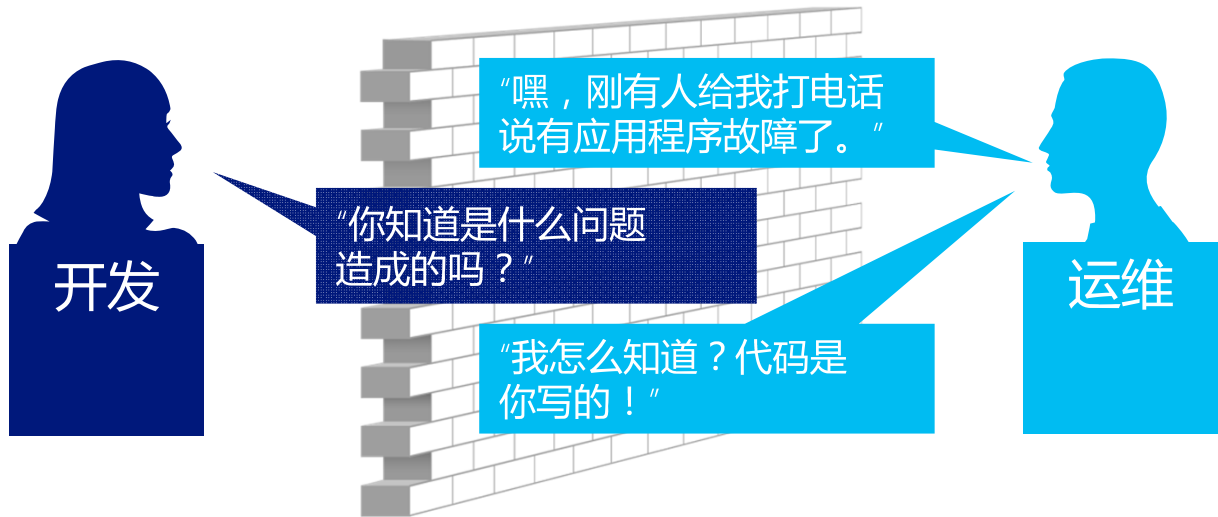 "嘿，刚有人给我打电话
说有应用程序故障了。"
"你知道是什么问题
造成的吗？"
开发
运维
"我怎么知道？代码是
你写的！"